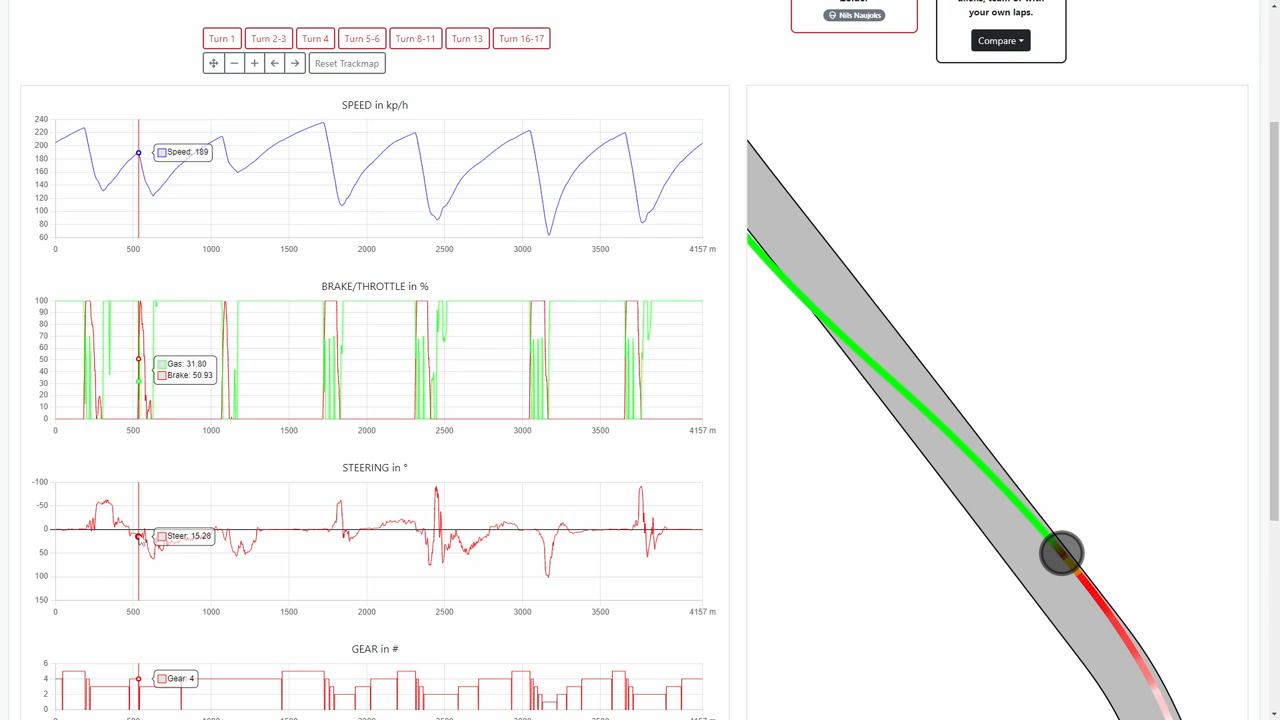 your own laps.
Nils Naujoks
Compare
Turn 1 Turn 2-3 Turn 4 Turn 5-6 Turn 8-11 Turn 13 Turn 16-17
Reset Trackmap
SPEED in kp/h
240
220
200
180
160
140
120
100
80
60
Speed: 189
0 500 1000 1500 2000 2500 3000 3500 4157 m
BRAKE/THROTTLE in %
100
90
80
70
60
50
40
30
20
10
0
Gas: 31.80
Brake: 50.93
0 500 1000 1500 2000 2500 3000 3500 4157 m
STEERING in °
-100
-50
0
50
100
150
Steer: 15.28
0 500 1000 1500 2000 2500 3000 3500 4157 m
GEAR in #
6
4
2
0
Gear: 4